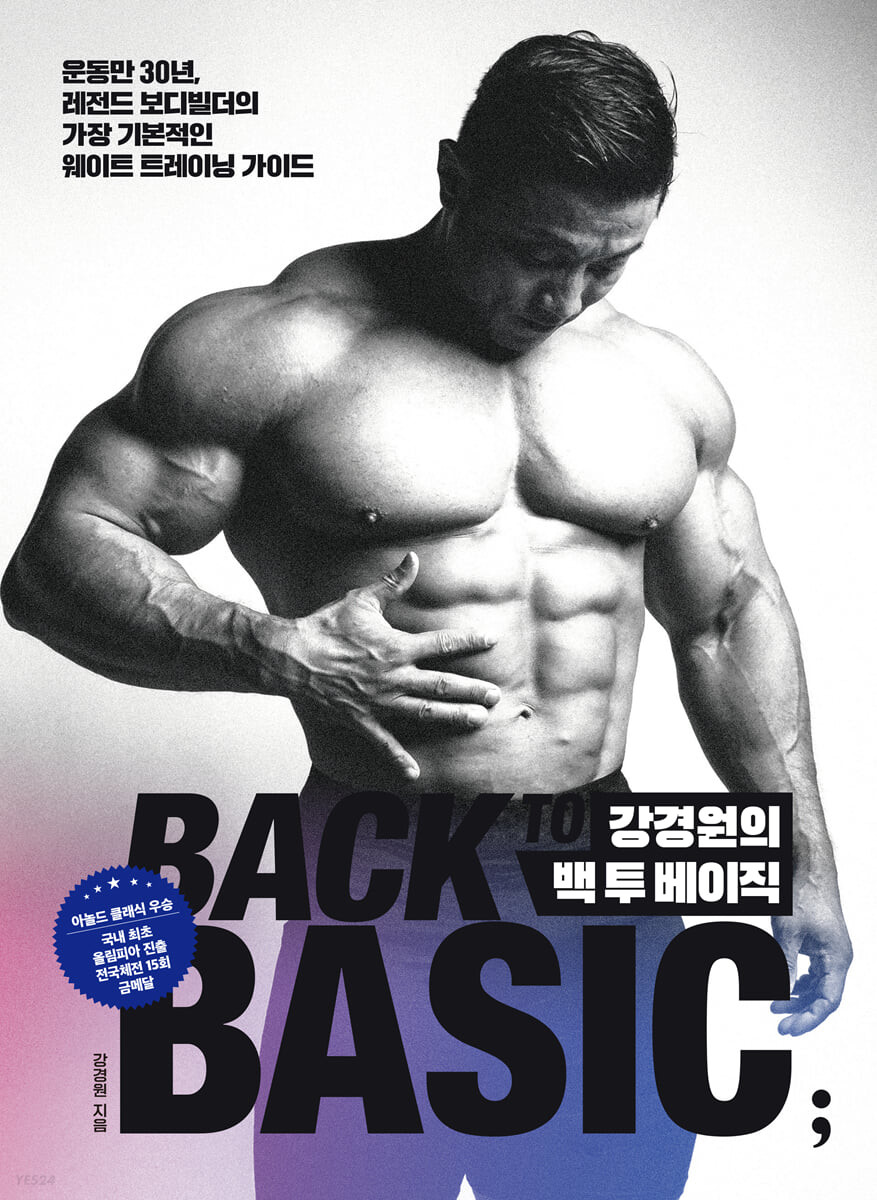 운동만 30년,
레전드 보디빌더의
가장 기본적인
웨이트 트레이닝 가이드
BACK TO
강경원의
백 투 베이직
BASIC;
아놀드 클래식 우승
국내 최초
올림피아 진출
전국체전 15회
금메달
강경원 지음
YES24